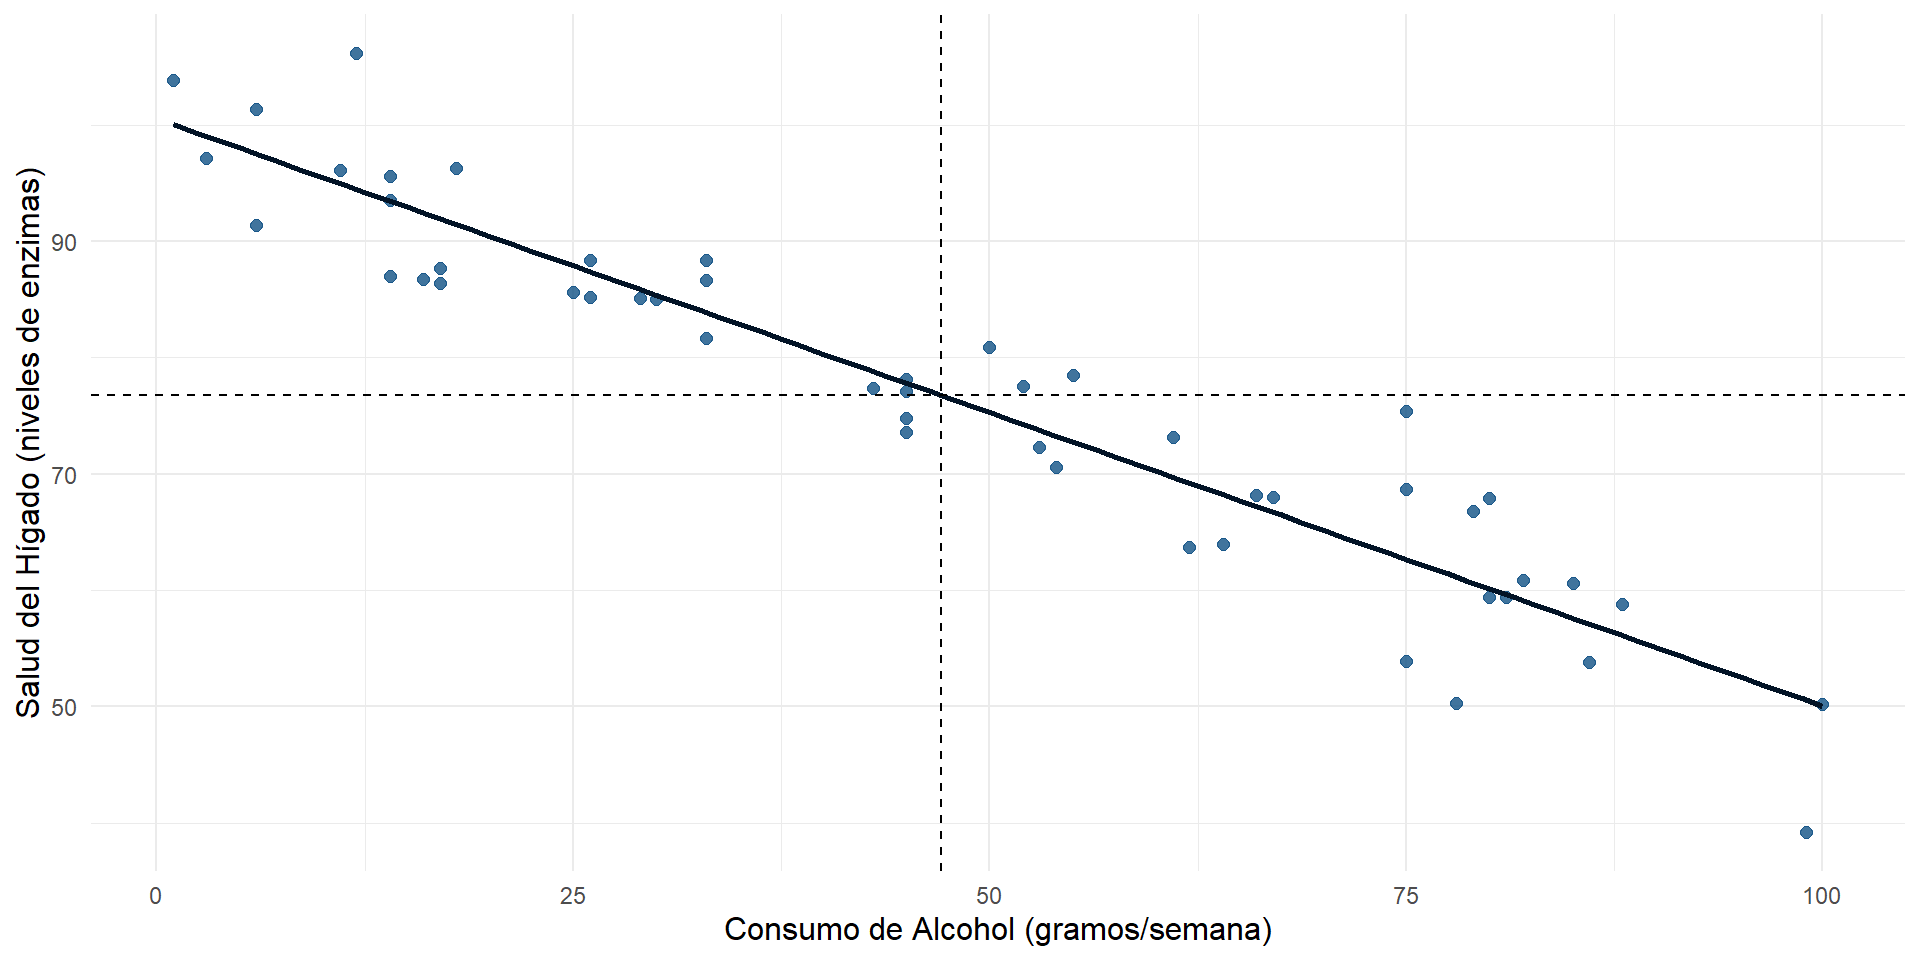 Salud del Hígado (niveles de enzimas)
90
70
50
0 25 50 75 100
Consumo de Alcohol (gramos/semana)